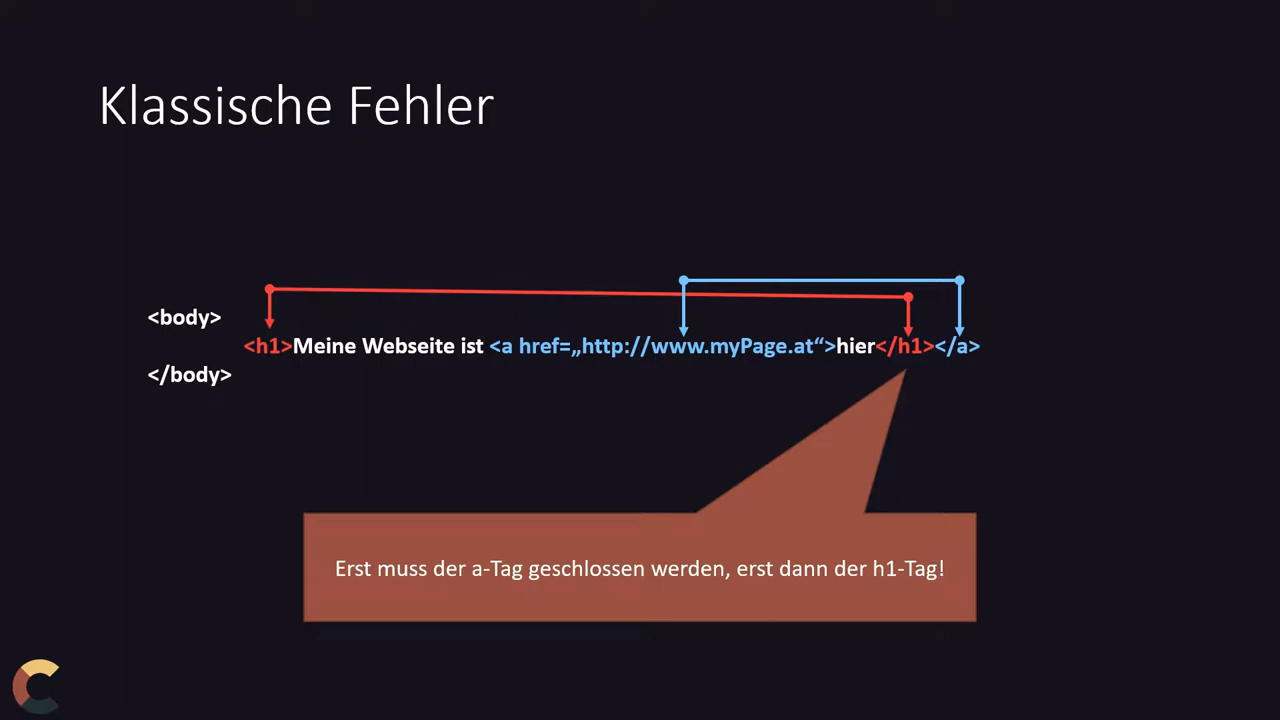 Klassische Fehler
<body>
<h1>Meine Webseite ist <a href=„http://www.myPage.at“>hier</h1></a>
</body>
Erst muss der a-Tag geschlossen werden, erst dann der h1-Tag!